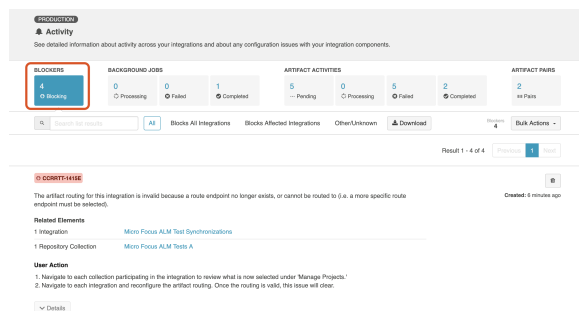 PRODUCTION
Activity
See detailed information about activity across your integrations and about any configuration issues with your integration components.
BLOCKERS
BACKGROUND JOBS
ARTIFACT ACTIVITIES
ARTIFACT PAIRS
4
0
0
1
5
0
5
2
2
Blocking
Processing
Failed
Completed
Pending
Processing
Failed
Completed
Pairs
Search list results
All
Blocks All Integrations
Blocks Affected Integrations
Other/Unknown
Download
Blockers
4
Bulk Actions
Result 1 - 4 of 4
Previous
1
Next
CCRRTT-1415E
The artifact routing for this integration is invalid because a route endpoint no longer exists, or cannot be routed to (i.e. a more specific route
endpoint must be selected).
Created: 6 minutes ago
Related Elements
1 Integration
Micro Focus ALM Test Synchronizations
1 Repository Collection
Micro Focus ALM Tests A
User Action
1. Navigate to each collection participating in the integration to review what is now selected under 'Manage Projects.'
2. Navigate to each integration and reconfigure the artifact routing. Once the routing is valid, this issue will clear.
Details